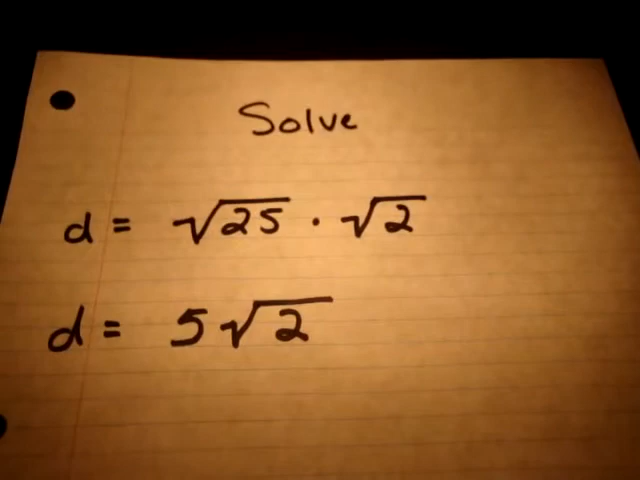 Solve
d = √25 · √2
d = 5√2